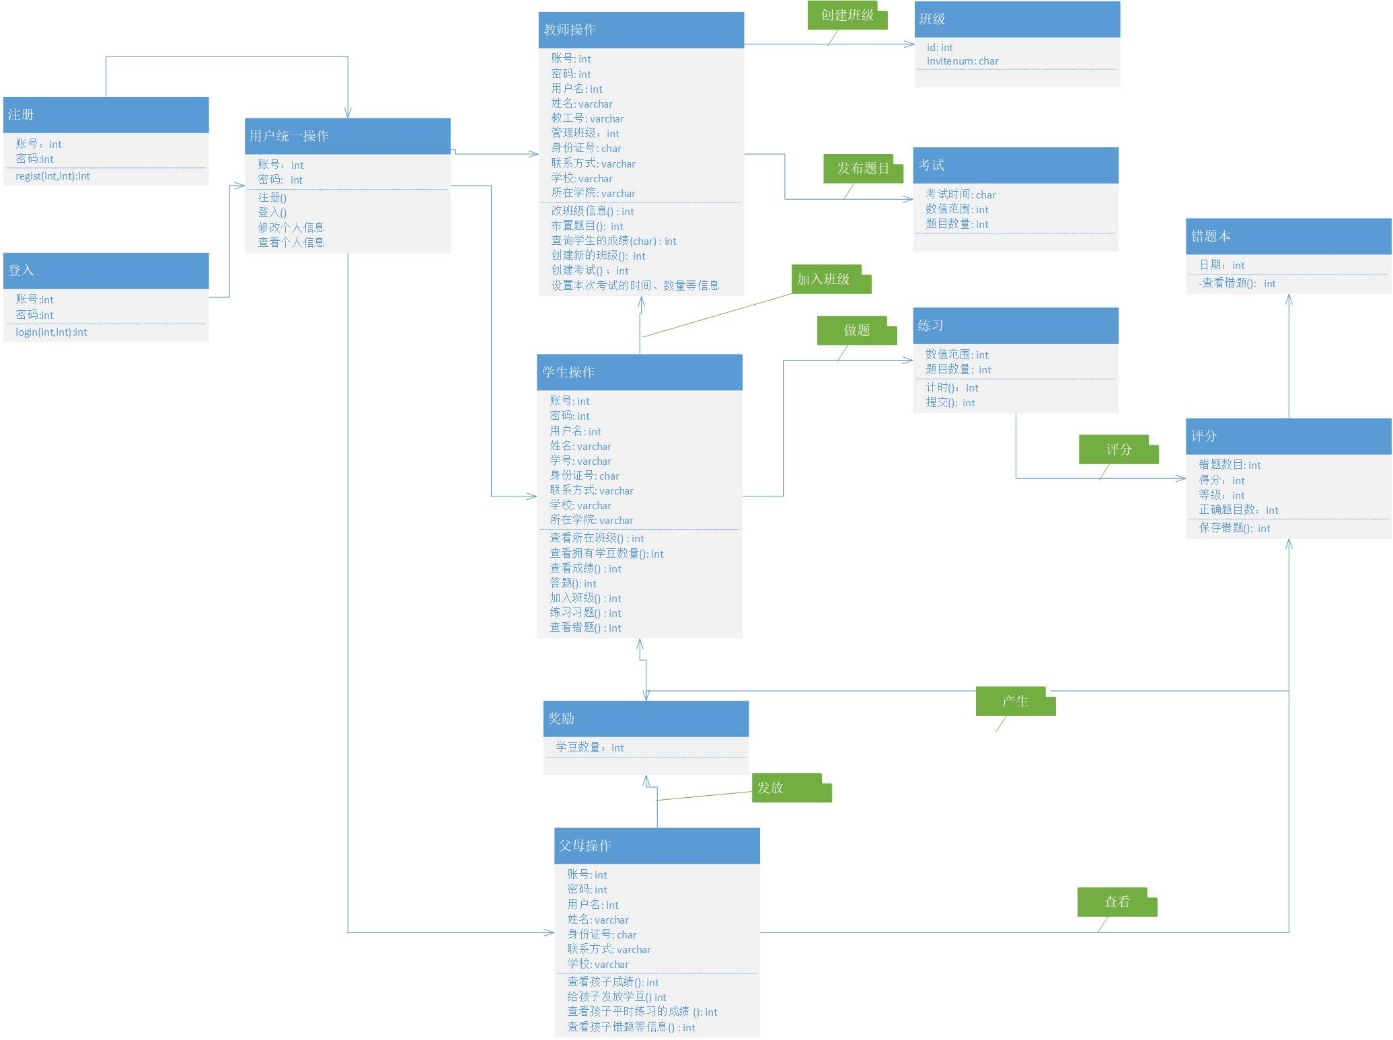 创建班级
班级
id: int
invitenum: char
教师操作
账号: int
密码: int
用户名: int
姓名: varchar
教工号: varchar
管理班级：int
身份证号: char
联系方式: varchar
学校: varchar
所在学院: varchar
改班级信息() : int
布置题目(): int
查询学生的成绩(char) : int
创建新的班级(): int
创建考试() ：int
设置本次考试的时间、数量等信息
注册
账号：int
密码:int
regist(int,int):int
用户统一操作
账号：int
密码：int
注册()
登入()
修改个人信息
查看个人信息
登入
账号:int
密码:int
login(int,int):int
发布题目
考试
考试时间: char
数值范围: int
题目数量: int
错题本
日期：int
-查看错题(): int
加入班级
做题
练习
数值范围: int
题目数量: int
计时()：int
提交(): int
学生操作
账号: int
密码: int
用户名: int
姓名: varchar
学号: varchar
身份证号: char
联系方式: varchar
学校: varchar
所在学院: varchar
查看所在班级() : int
查看拥有学豆数量(): int
查看成绩() : int
答题(): int
加入班级() : int
练习习题() : int
查看错题() : int
评分
评分
错题数目: int
得分：int
等级：int
正确题目数：int
保存错题(): int
产生
奖励
学豆数量：int
发放
父母操作
账号: int
密码: int
用户名: int
姓名: varchar
身份证号: char
联系方式: varchar
学校: varchar
查看孩子成绩(): int
给孩子发放学豆() int
查看孩子平时练习的成绩 (): int
查看孩子错题等信息() : int
查看